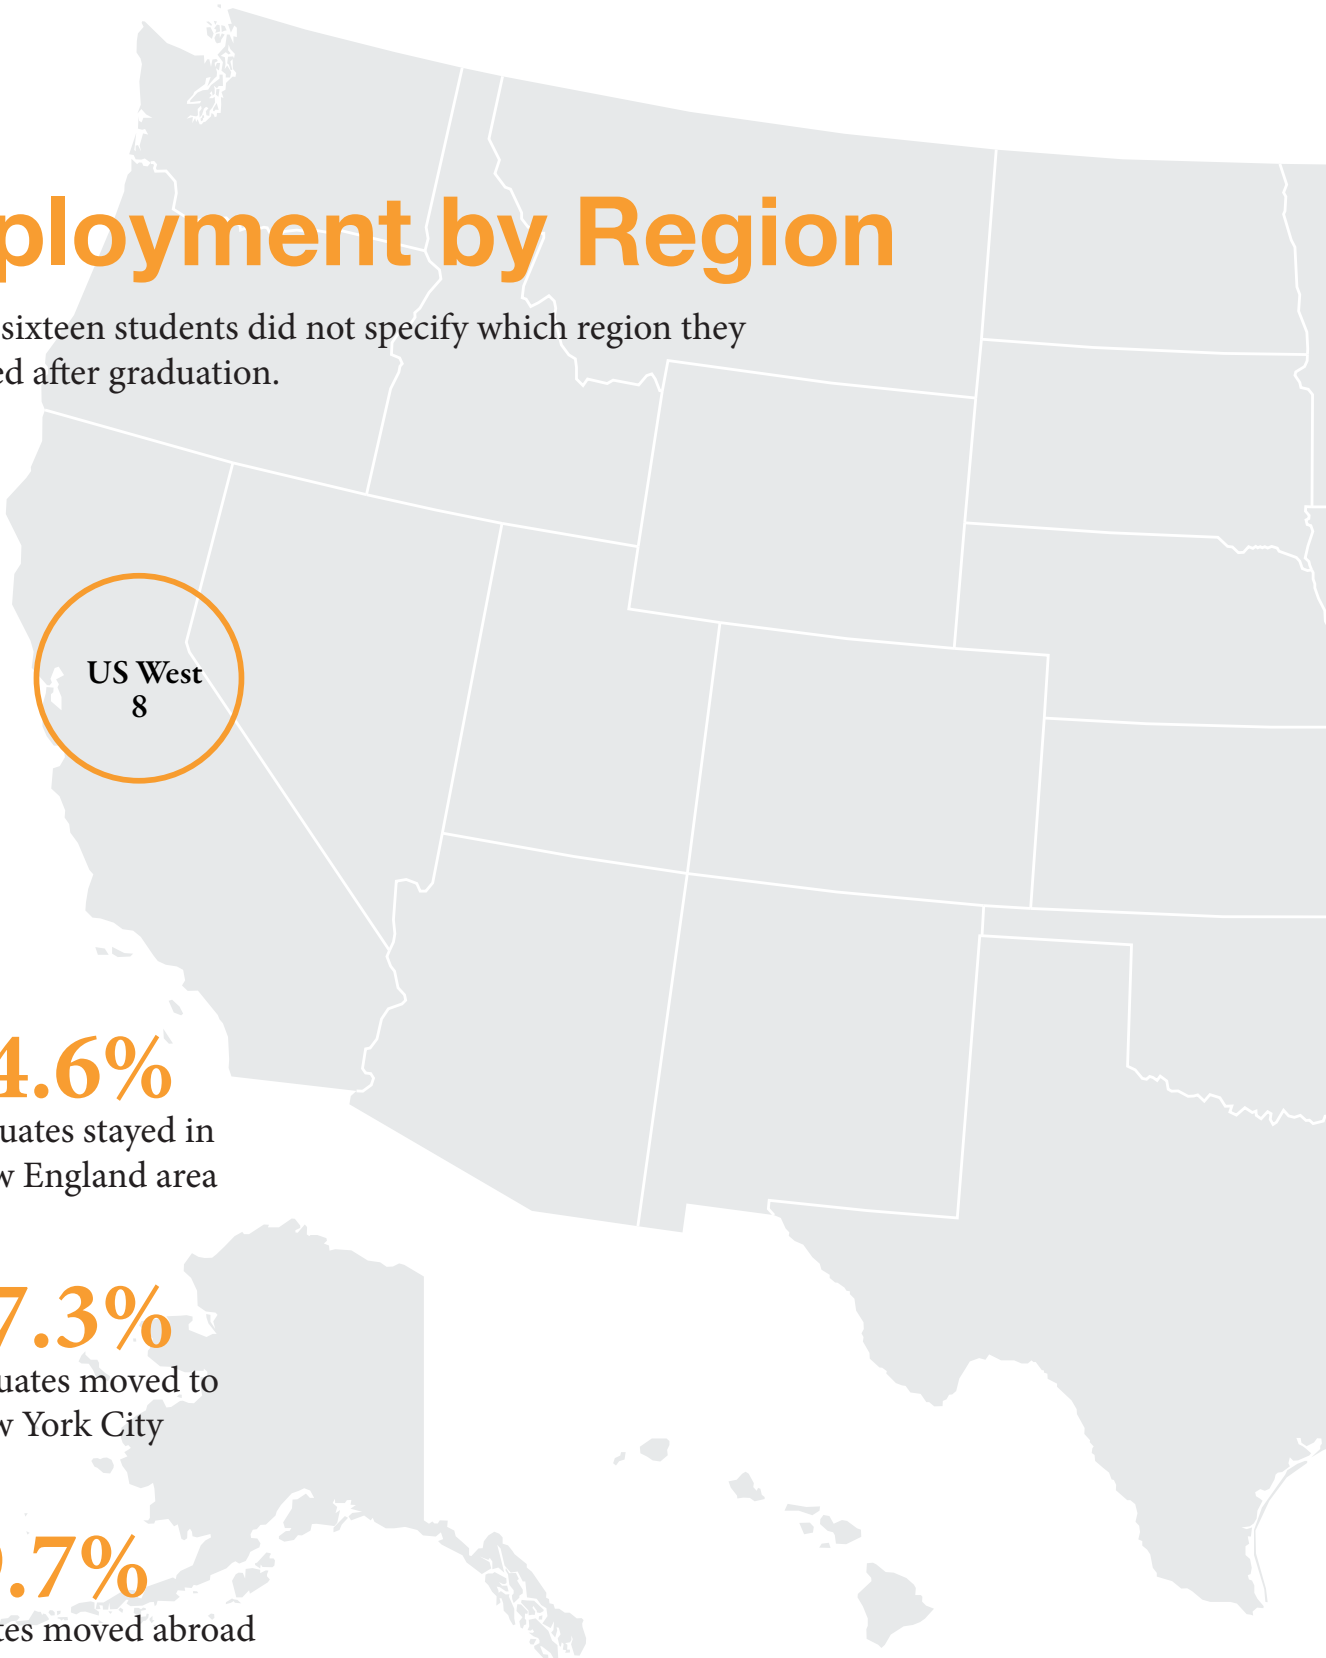 ployment by Region
sixteen students did not specify which region they
ed after graduation.
US West
8
4.6%
uates stayed in
w England area
7.3%
uates moved to
w York City
.7%
tes moved abroad